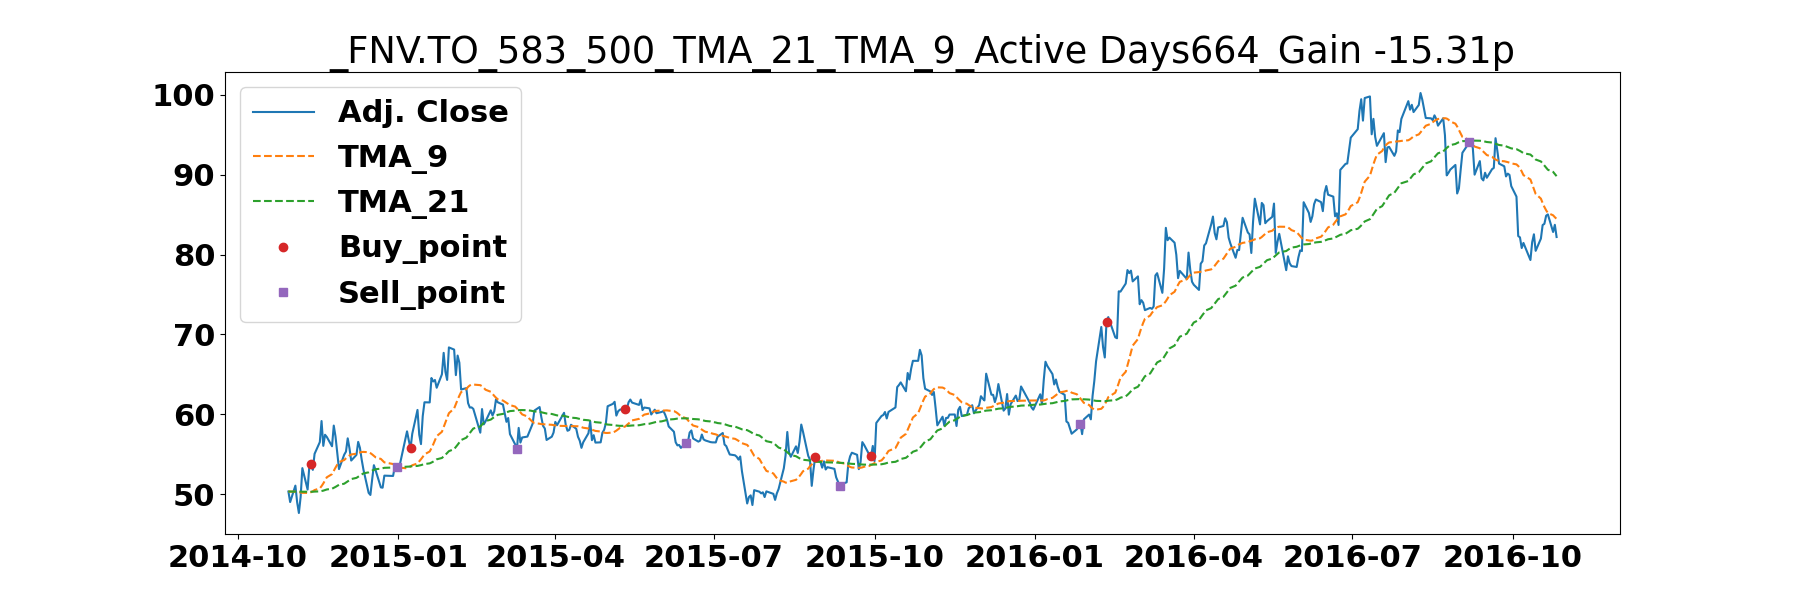 _FNV.TO_583_500_TMA_21_TMA_9_Active Days664_Gain -15.31p
100
90
80
70
60
50
Adj. Close
TMA_9
TMA_21
Buy_point
Sell_point
2014-10 2015-01 2015-04 2015-07 2015-10 2016-01 2016-04 2016-07 2016-10